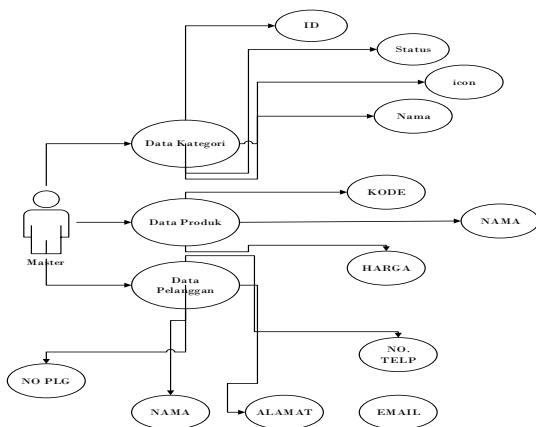 ID
Status
icon
Nama
Data Kategori
KODE
Data Produk
NAMA
Master
HARGA
Data
Pelanggan
NO.
TELP
NO PLG
NAMA
ALAMAT
EMAIL